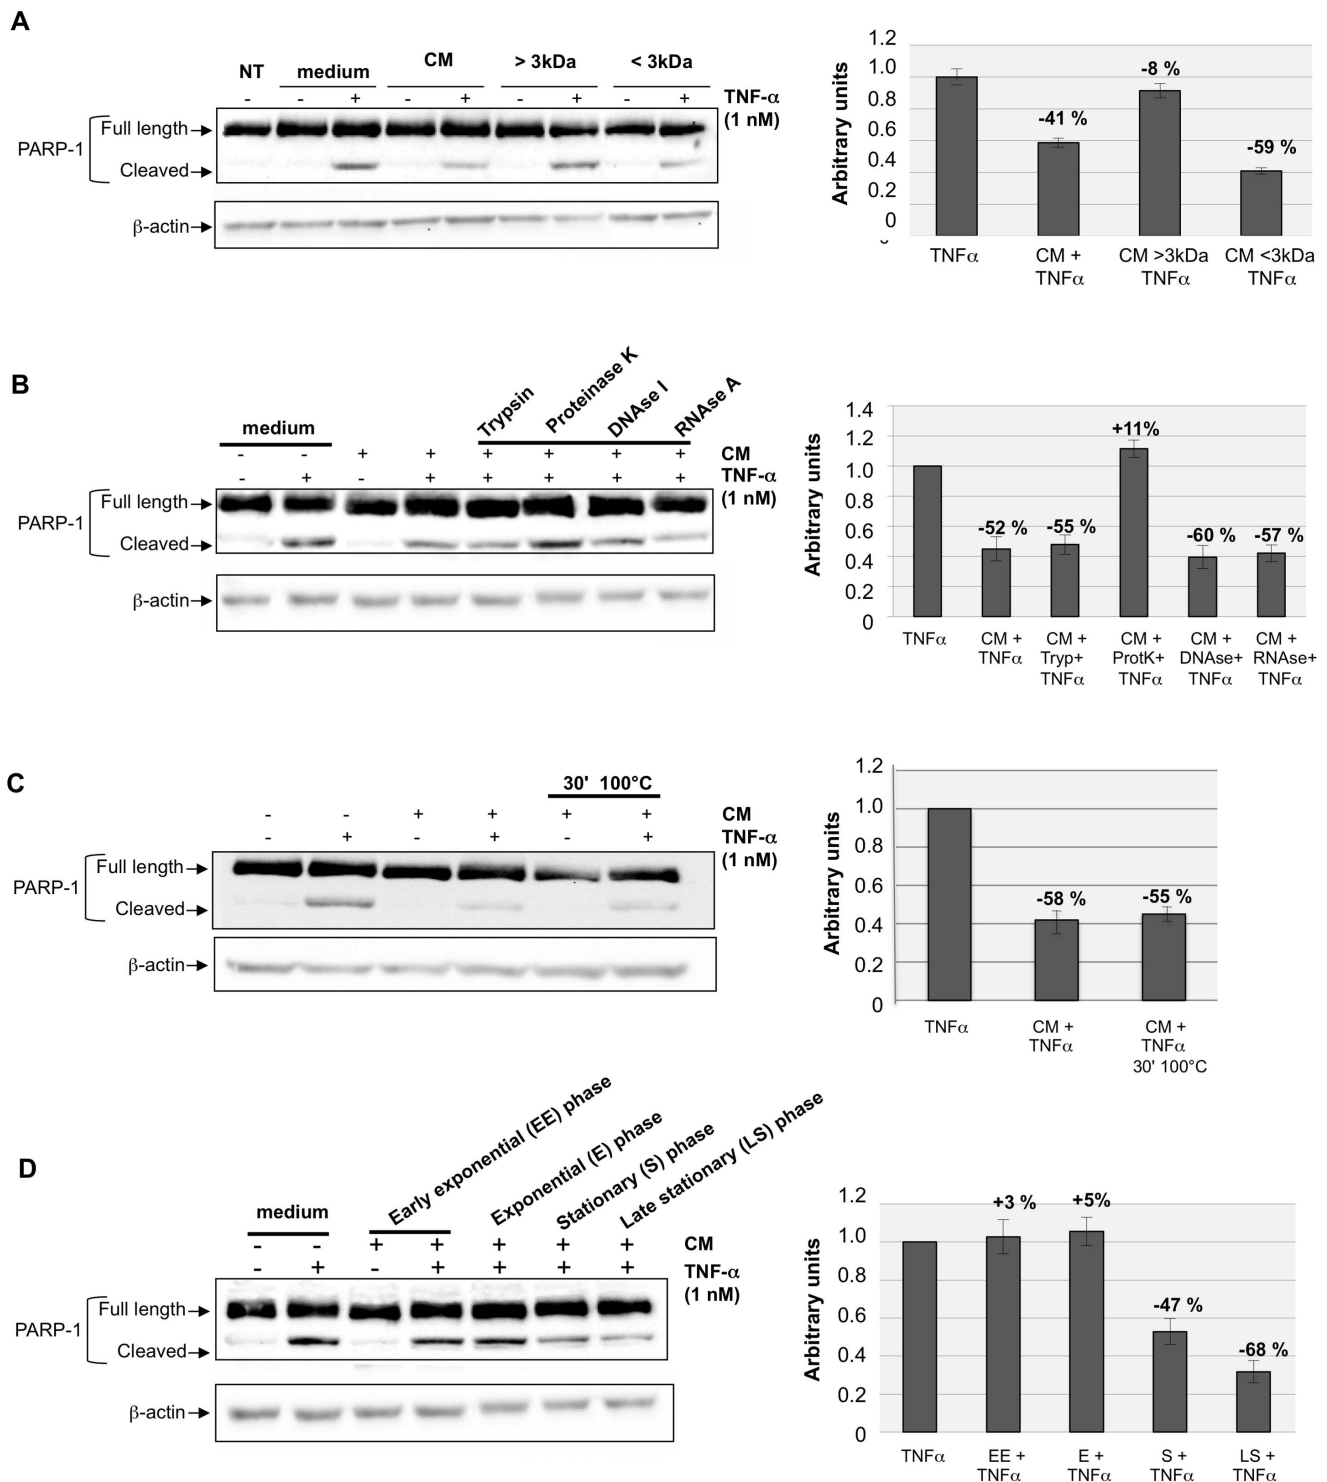 A
NT medium CM > 3kDa < 3kDa
- - + - + - + - + TNF-α
(1 nM)
PARP-1
Full length
Cleaved
β-actin
Arbitrary units
1.2
1.0
0.8
0.6
0.4
0.2
0
-41 %
-8 %
-59 %
TNFα CM + CM >3kDa CM <3kDa
TNFα TNFα TNFα
B
medium Trypsin Proteinase K DNAse I RNAse A
- - + + + + + + CM
- + - + + + + + TNF-α
(1 nM)
PARP-1
Full length
Cleaved
β-actin
Arbitrary units
1.4
1.2
1.0
0.8
0.6
0.4
0.2
0
-52 %
-55 %
+11%
-60 %
-57 %
TNFα CM + CM + CM + CM + CM +
TNFα Tryp+ ProtK+ DNAse+ RNAse+
TNFα TNFα TNFα TNFα
C
30' 100°C
- - + + + + CM
- + - + - + TNF-α
(1 nM)
PARP-1
Full length
Cleaved
β-actin
Arbitrary units
1.2
1.0
0.8
0.6
0.4
0.2
0
-58 %
-55 %
TNFα CM + CM +
TNFα TNFα
30' 100°C
D
medium
Early exponential (EE) phase
Exponential (E) phase
Stationary (S) phase
Late stationary (LS) phase
- - + + + + + CM
- + - + + + + TNF-α
(1 nM)
PARP-1
Full length
Cleaved
β-actin
Arbitrary units
1.2
1.0
0.8
0.6
0.4
0.2
0
+3 %
+5%
-47 %
-68 %
TNFα EE + E + S + LS +
TNFα TNFα TNFα TNFα